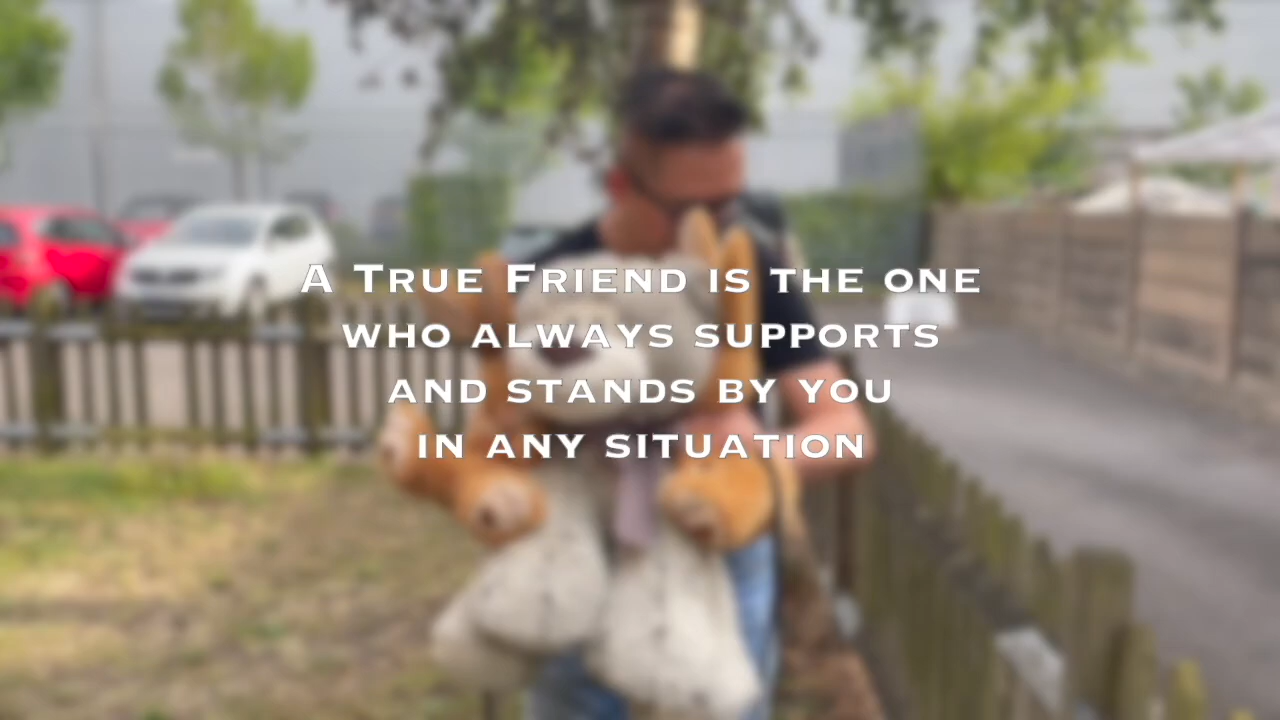 A True Friend is the one
who always supports
and stands by you
in any situation